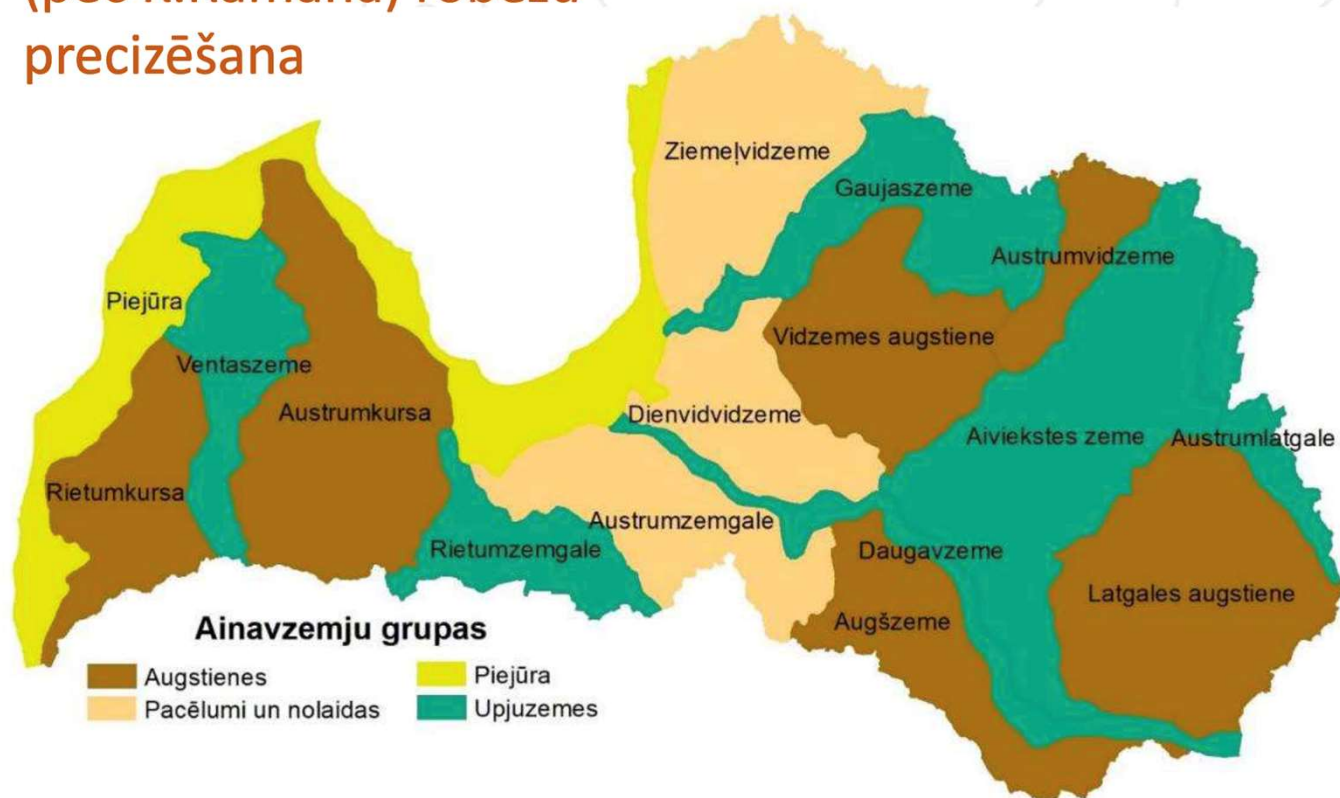 precizēšana
Ziemeļvidzeme
Gaujaszeme
Austrumvidzeme
Piejūra
Vidzemes augstiene
Ventaszeme
Austrumkursa
Dienvidvidzeme
Aiviekstes zeme
Austrumlatgale
Rietumkursa
Austrumzemgale
Rietumzemgale
Daugavzeme
Latgales augstiene
Augšzeme
Ainavzemju grupas
Augstienes
Piejūra
Pacēlumi un nolaidas
Upjuzemes